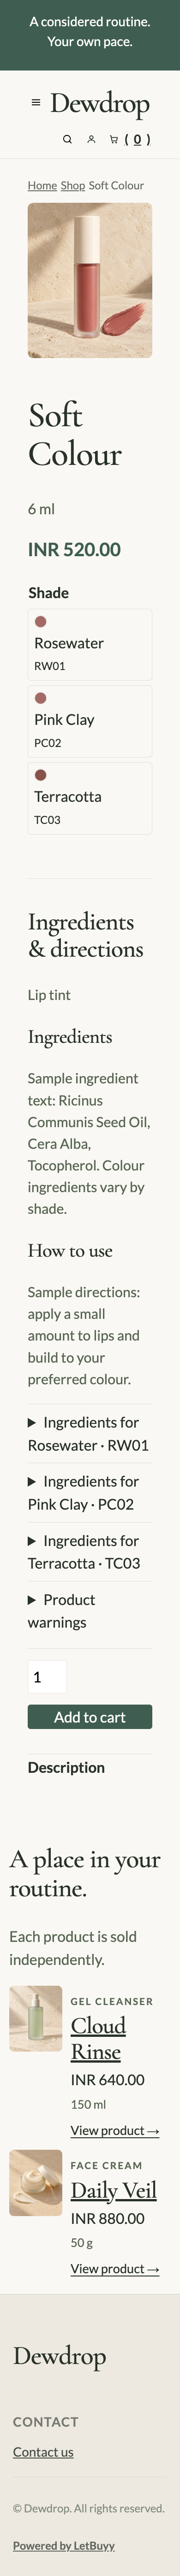 A considered routine.
Your own pace.
Dewdrop
( 0 )
Home Shop Soft Colour
Soft
Colour
6 ml
INR 520.00
Shade
Rosewater
RW01
Pink Clay
PC02
Terracotta
TC03
Ingredients
& directions
Lip tint
Ingredients
Sample ingredient
text: Ricinus
Communis Seed Oil,
Cera Alba,
Tocopherol. Colour
ingredients vary by
shade.
How to use
Sample directions:
apply a small
amount to lips and
build to your
preferred colour.
Ingredients for
Rosewater · RW01
Ingredients for
Pink Clay · PC02
Ingredients for
Terracotta · TC03
Product
warnings
1
Add to cart
Description
A place in your
routine.
Each product is sold
independently.
GEL CLEANSER
Cloud
Rinse
INR 640.00
150 ml
View product →
FACE CREAM
Daily Veil
INR 880.00
50 g
View product →
Dewdrop
CONTACT
Contact us
© Dewdrop. All rights reserved.
Powered by LetBuyy